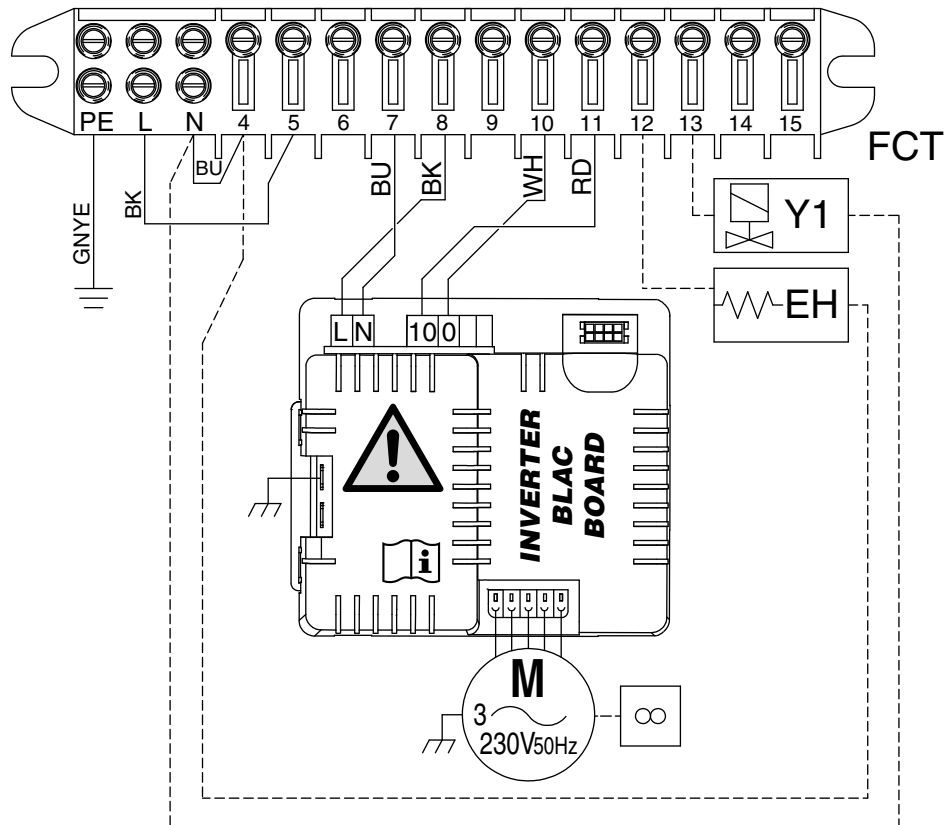 PE L N 4 5 6 7 8 9 10 11 12 13 14 15
FCT
BU
BK
GNYE
BU
BK
WH
RD
Y1
EH
L N 10 0
INVERTER
BLAC
BOARD
i
M
3
230V50Hz